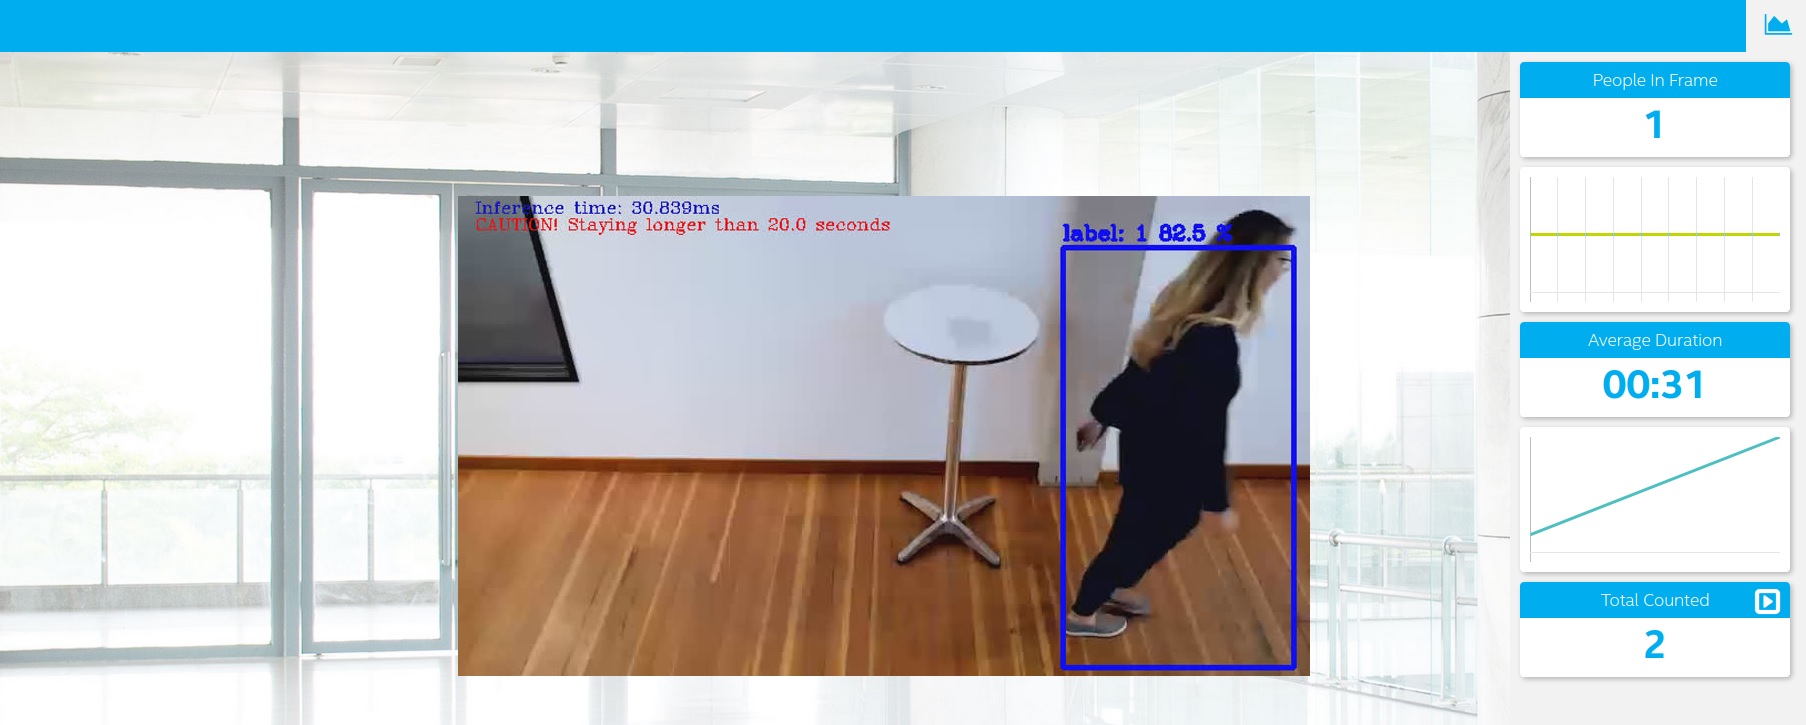 People In Frame
1
Inference time: 30.839ms
CAUTION! Staying longer than 20.0 seconds
label: 1 82.5 %
Average Duration
00:31
Total Counted
2